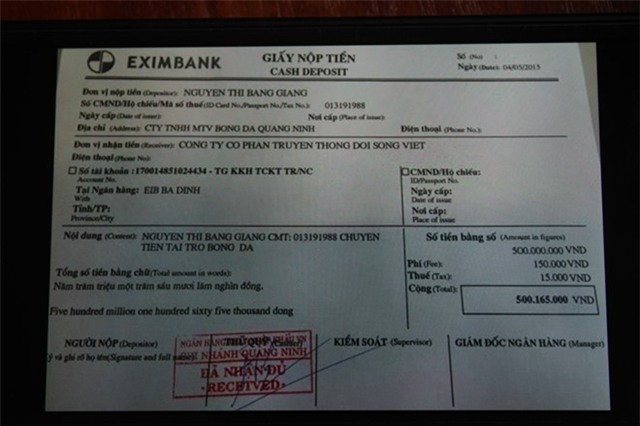 EXIMBANK
GIẤY NỘP TIỀN
CASH DEPOSIT
Số (No) :
Ngày (Date): 04/05/2015
Đơn vị nộp tiền (Depositor): NGUYEN THI BANG GIANG
Số CMND/Hộ chiếu/Mã số thuế(ID Card No./Passport No./Tax No.): 013191988
Ngày cấp (Date of issue): Nơi cấp (Place of issue):
Địa chỉ (Address): CTY TNHH MTV BONG DA QUANG NINH Điện thoại (Phone No.):
Đơn vị nhận tiền (Receiver): CONG TY CO PHAN TRUYEN THONG DOI SONG VIET
Điện thoại (Phone No):
Số tài khoản :170014851024434 - TG KKH TCKT TR/NC
Account No.
Tại Ngân hàng: EIB BA DINH
With
Tỉnh/TP:
Province/City
CMND/Hộ chiếu:
ID/Passport No.
Ngày cấp:
Date of issue
Nơi cấp:
Place of issue
Nội dung (Content): NGUYEN THI BANG GIANG CMT: 013191988 CHUYEN
TIEN TAI TRO BONG DA
Tổng số tiền bằng chữ(Total amount in words):
Năm trăm triệu một trăm sáu mươi lăm nghìn đồng.
Five hundred million one hundred sixty five thousand dong
Số tiền bằng số (Amount in figures)
500.000.000 VND
Phí (Fee): 150.000 VND
Thuế (Tax): 15.000 VND
Cộng (Total): 500.165.000 VND
NGƯỜI NỘP (Depositor) THỦ QUỸ (Cashier) KIỂM SOÁT (Supervisor) GIÁM ĐỐC NGÂN HÀNG (Manager)
ý và ghi rõ họ tên(Signature and full name)
CHI NHÁNH QUẢNG NINH
ĐÃ NHẬN ĐỦ
RECEIVED